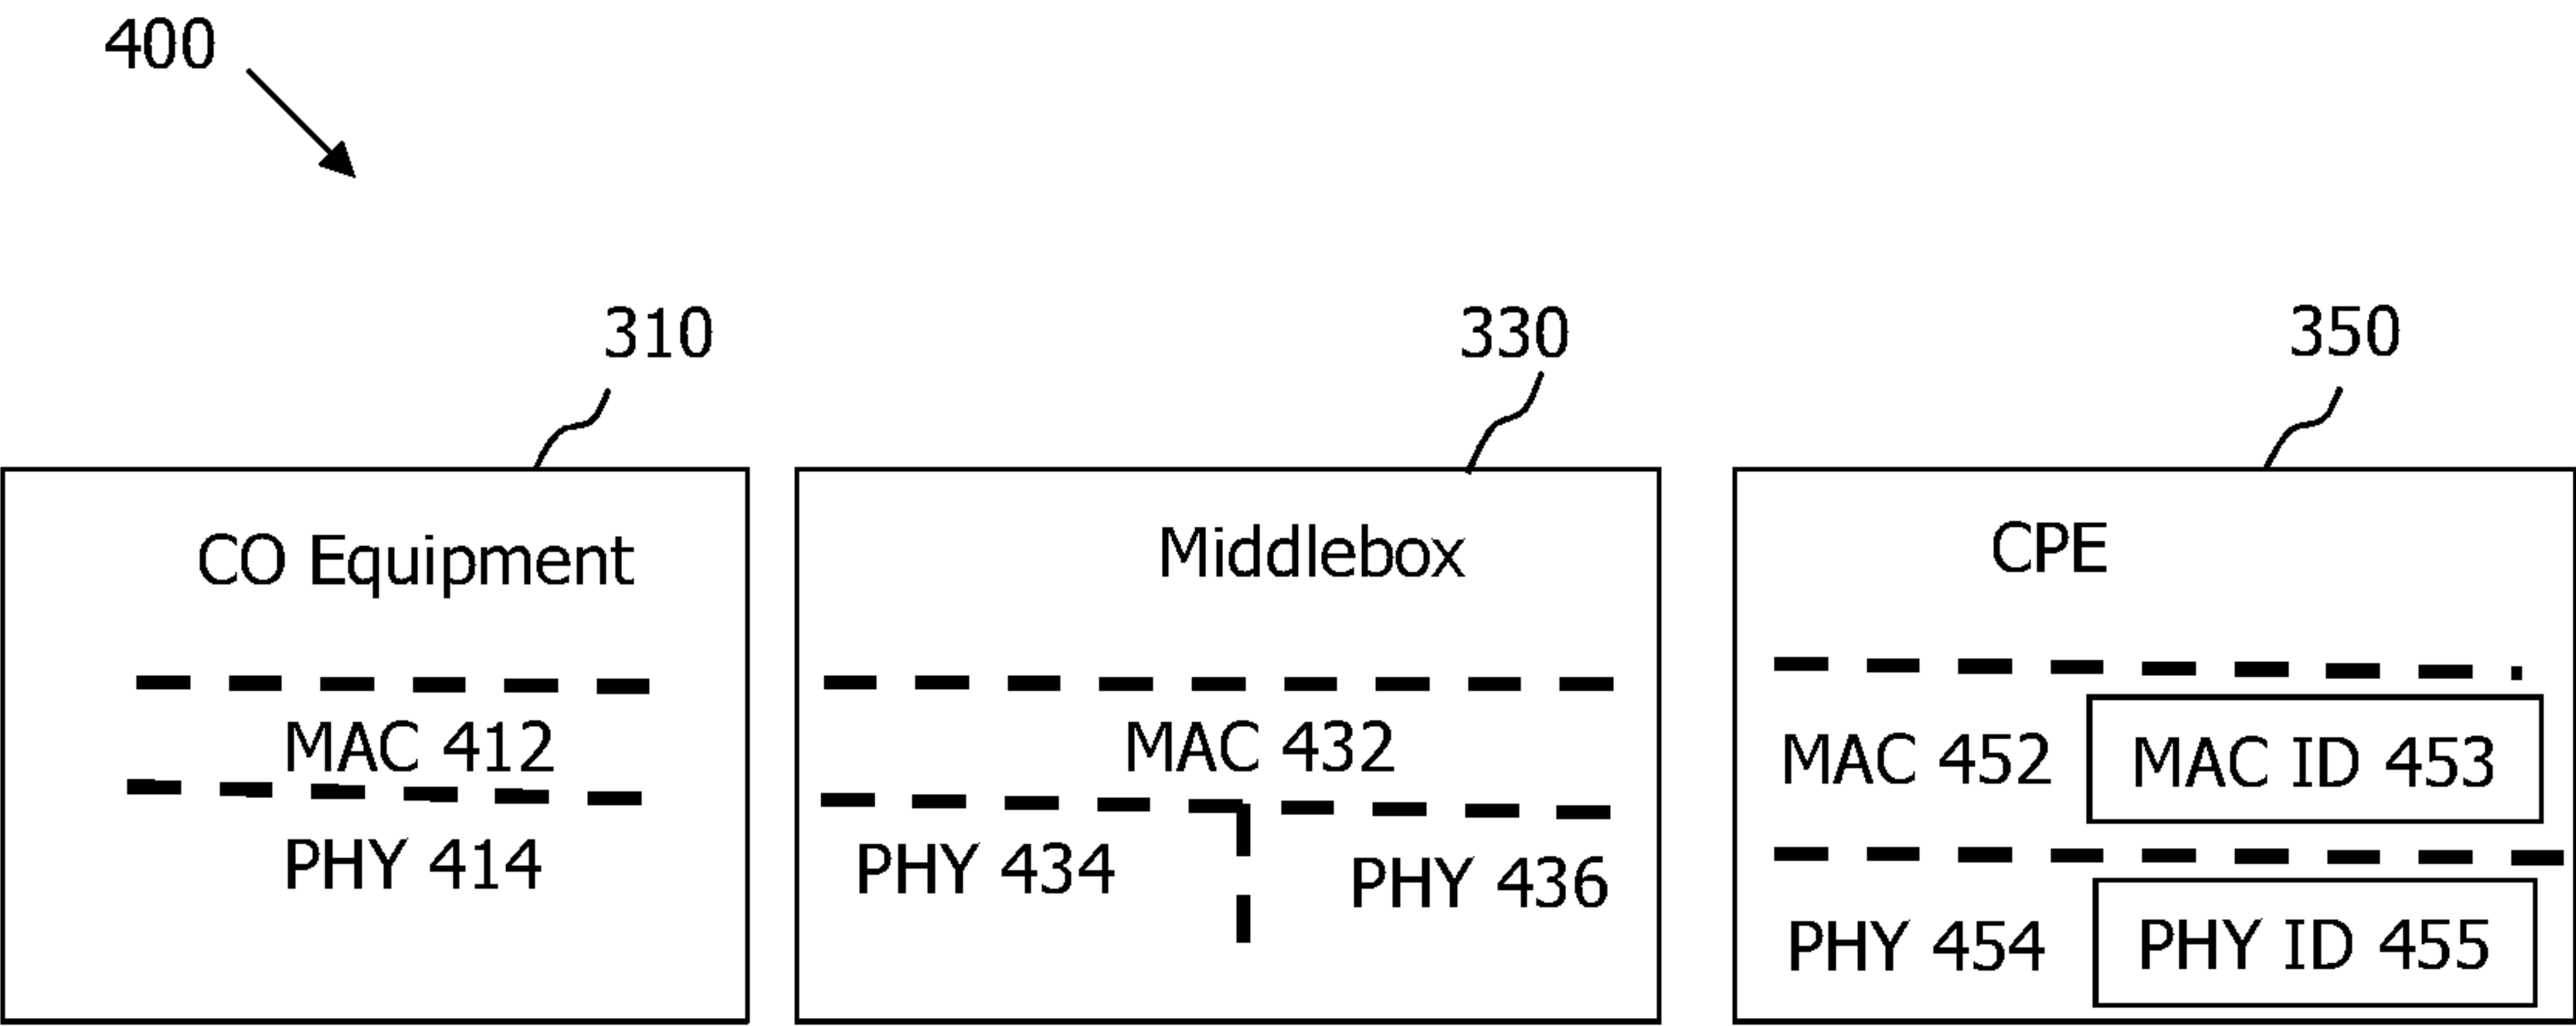 400
310
330
350
CO Equipment
Middlebox
CPE
MAC 412
MAC 432
MAC 452
MAC ID 453
PHY 414
PHY 434
PHY 436
PHY 454
PHY ID 455